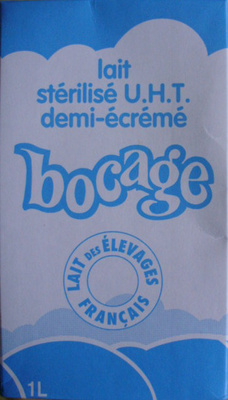 lait
stérilisé U.H.T.
demi-écrémé
bocage
LAIT DES ÉLEVAGES
FRANÇAIS
1L